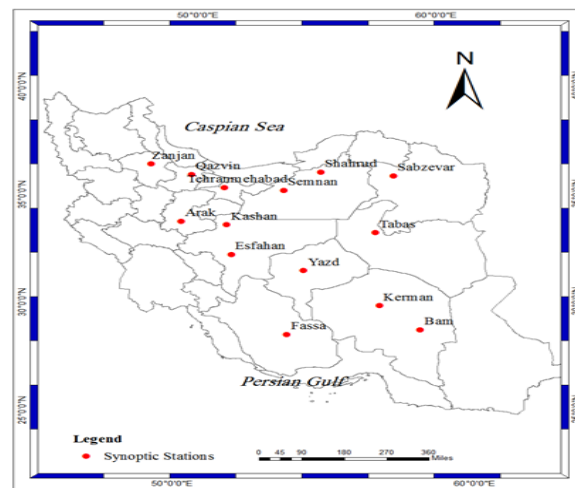 50°0'0"E 60°0'0"E
40°0'0"N
Caspian Sea
N
Zanjan
Qazvin
Shahrud
Tehranmehabad
Semnan
Sabzevar
35°0'0"N
Arak
Kashan
Tabas
Esfahan
Yazd
30°0'0"N
Kerman
Fassa
Bam
Persian Gulf
25°0'0"N
Legend
Synoptic Stations
0 45 90 180 270 360
Miles
50°0'0"E 60°0'0"E